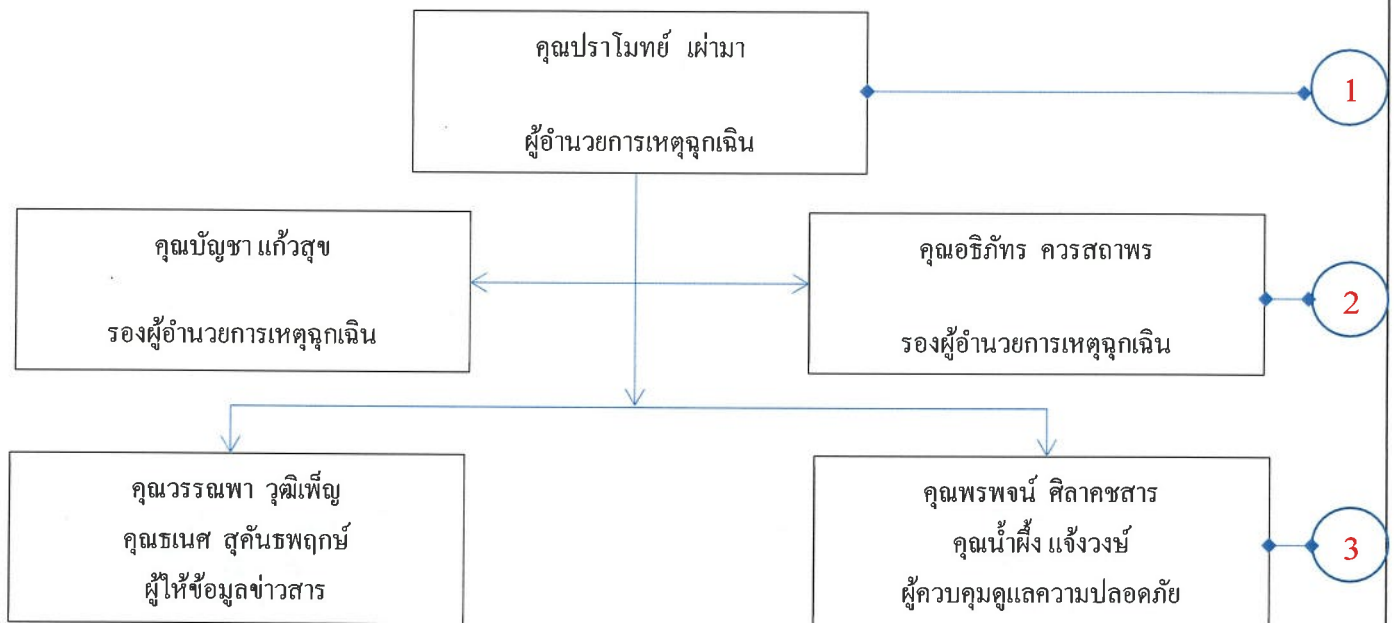 คุณปราโมทย์ เผ่ามา
ผู้อำนวยการเหตุฉุกเฉิน
1
คุณบัญชา แก้วสุข
รองผู้อำนวยการเหตุฉุกเฉิน
คุณอธิภัทร ควรสถาพร
รองผู้อำนวยการเหตุฉุกเฉิน
2
คุณวรรณพา วุฒิเพ็ญ
คุณธเนศ สุคันธพฤกษ์
ผู้ให้ข้อมูลข่าวสาร
คุณพรพจน์ ศิลาคชสาร
คุณน้ำผึ้ง แจ้งวงษ์
ผู้ควบคุมดูแลความปลอดภัย
3